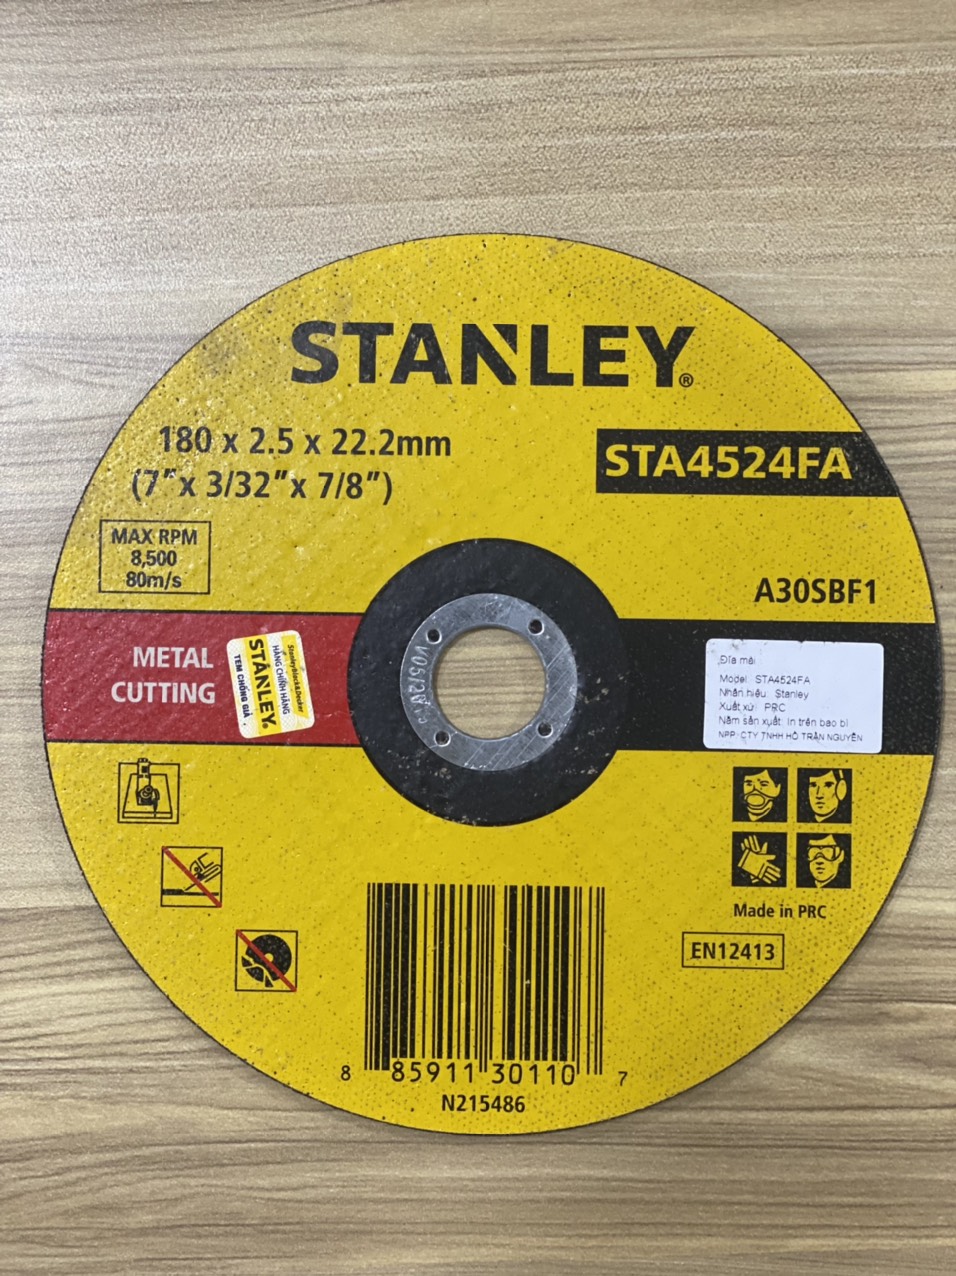 STANLEY®
180 x 2.5 x 22.2mm
(7" x 3/32" x 7/8")
STA4524FA
MAX RPM
8,500
80m/s
A30SBF1
METAL
CUTTING
Stanley Black & Decker
HÀNG CHÍNH HÃNG
STANLEY.
TEM CHỐNG GIẢ
Đĩa mài
Model: STA4524FA
Nhãn hiệu: Stanley
Xuất xứ: PRC
Năm sản xuất: In trên bao bì
NPP: CTY TNHH HỒ TRẦN NGUYÊN
Made in PRC
EN12413
8 85911 30110 7
N215486